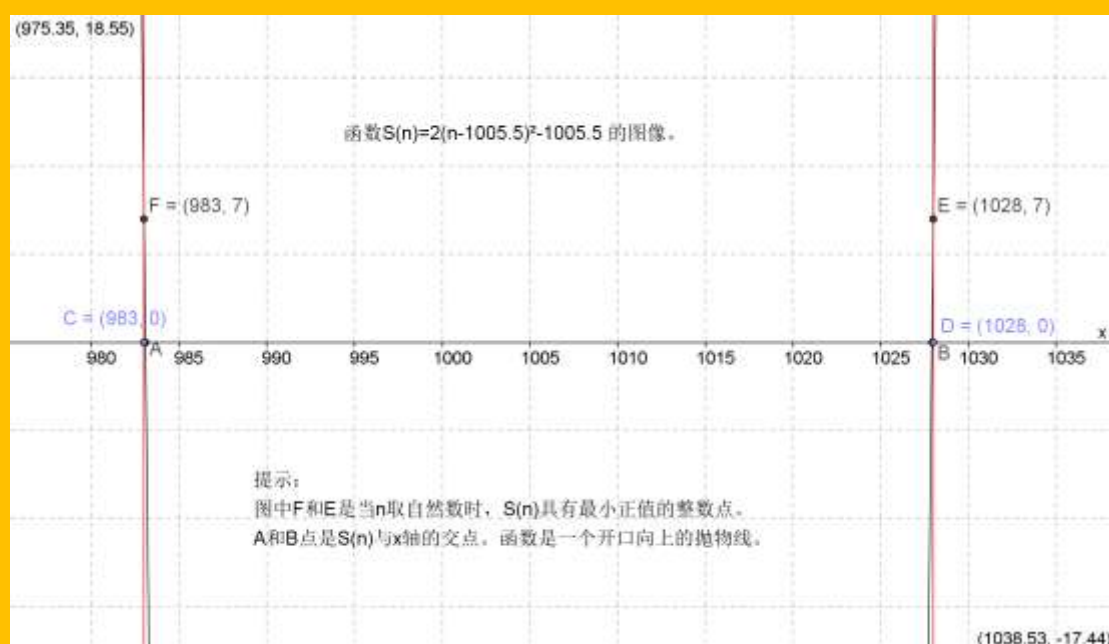 (975.35, 18.55)
函数S(n)=2(n-1005.5)²-1005.5 的图像。
F = (983, 7)
E = (1028, 7)
C = (983, 0)
D = (1028, 0)
x
A
B
980 985 990 995 1000 1005 1010 1015 1020 1025 1030 1035
提示:
图中F和E是当n取自然数时，S(n)具有最小正值的整数点。
A和B点是S(n)与x轴的交点。函数是一个开口向上的抛物线。
(1038.53, -17.44)